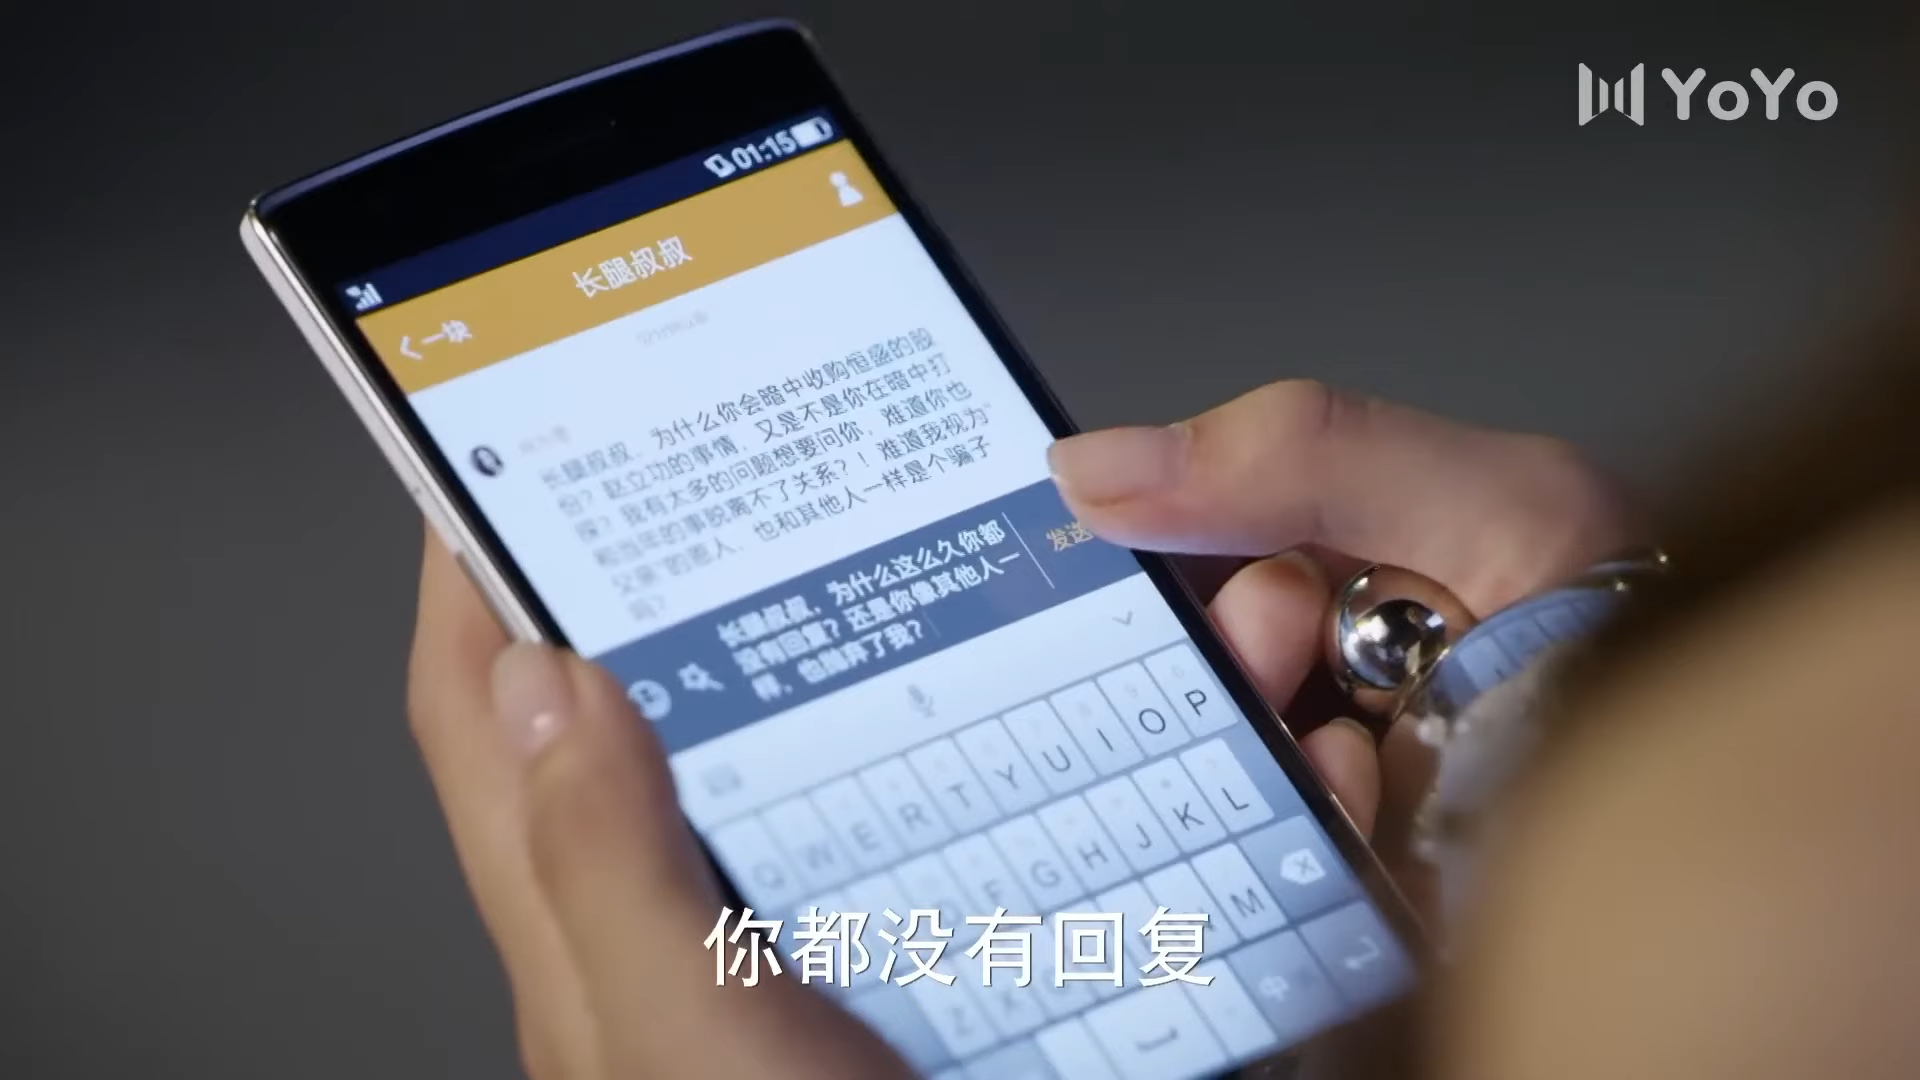 YoYo
01:15
长腿叔叔
一块
长腿叔叔，为什么你会暗中收购恒盛的股
份？赵立功的事情，又是不是你在暗中打
探？我有太多的问题想要问你，难道你也
和当年的事脱离不了关系？！难道我视为"
父亲"的恩人，也和其他人一样是个骗子
吗？
长腿叔叔，为什么这么久你都
没有回复？还是你像其他人一
样，也抛弃了我？
发送
Q W E R T Y U I O P
F G H J K L
Z X M
中
你都没有回复